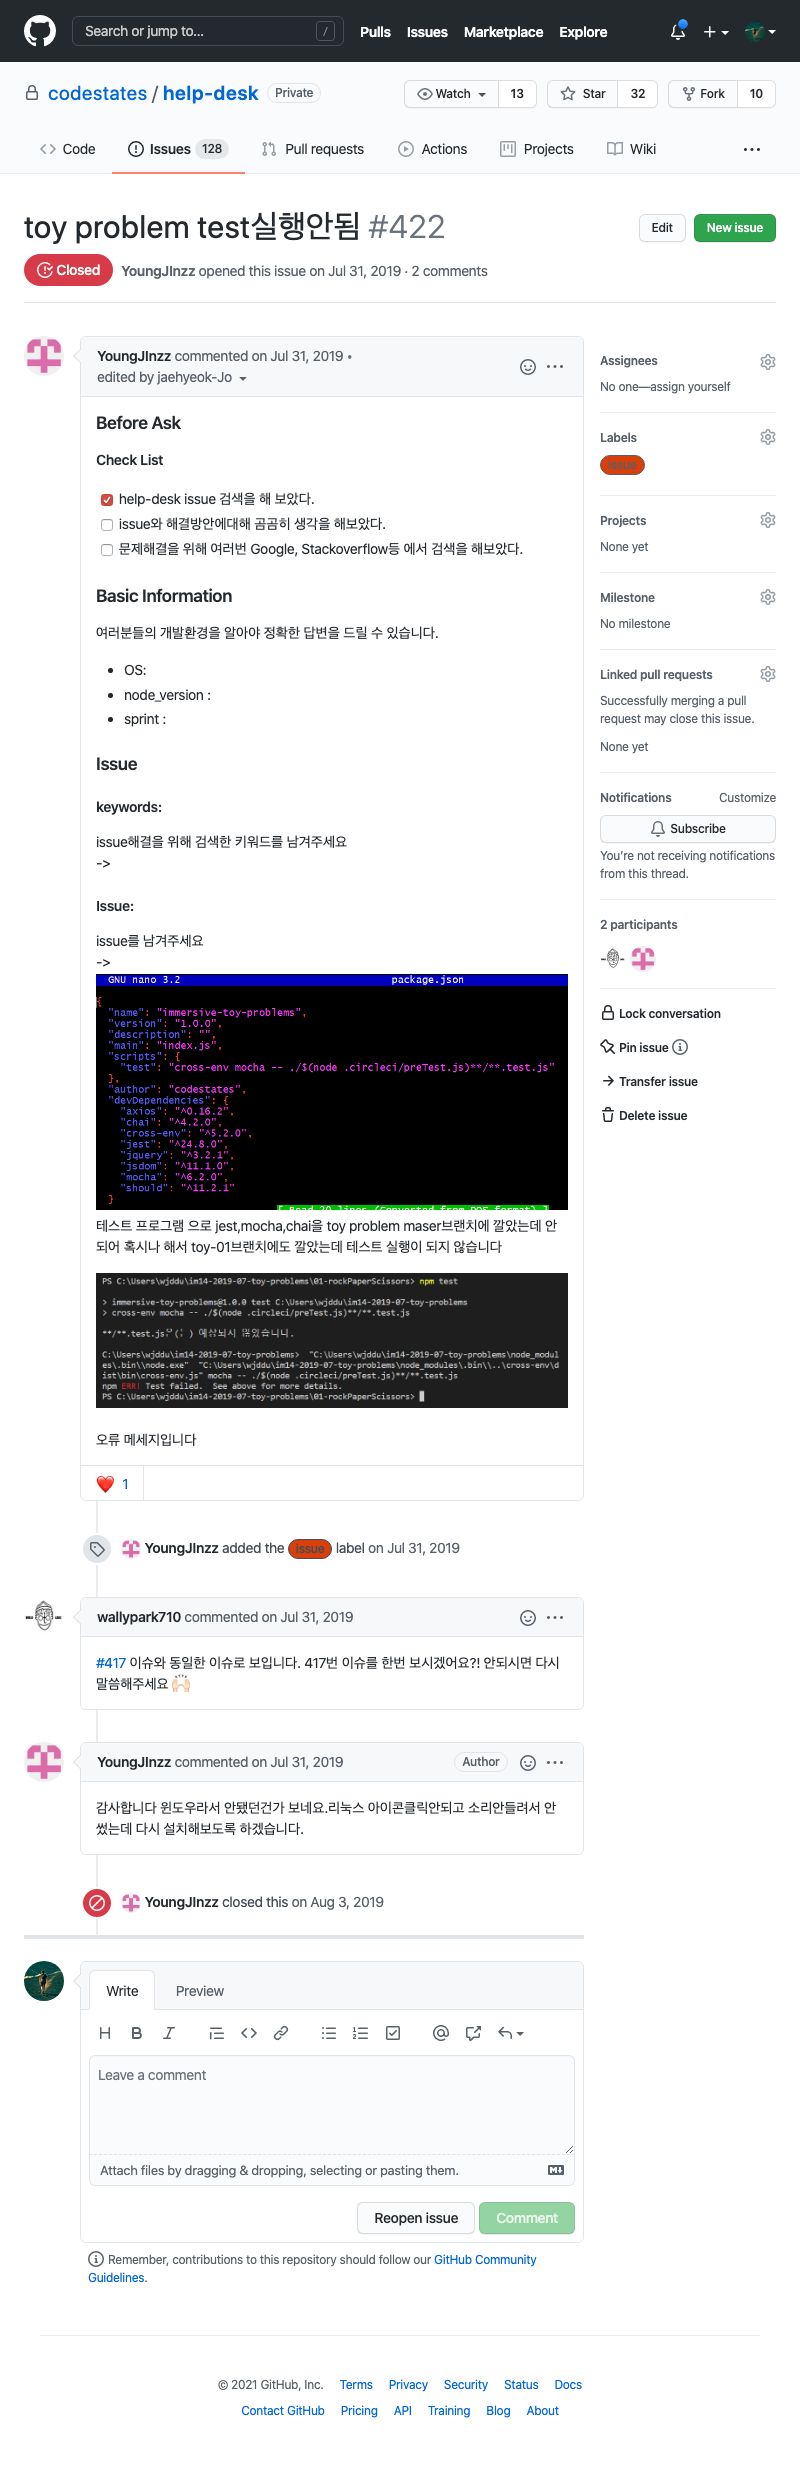 Search or jump to...
/
Pulls
Issues
Marketplace
Explore
codestates / help-desk
Private
Watch
13
Star
32
Fork
10
Code
Issues 128
Pull requests
Actions
Projects
Wiki
toy problem test실행안됨 #422
Edit
New issue
Closed
YoungJInzz opened this issue on Jul 31, 2019 · 2 comments
YoungJInzz commented on Jul 31, 2019 •
edited by jaehyeok-Jo
Before Ask
Check List
help-desk issue 검색을 해 보았다.
issue와 해결방안에대해 곰곰히 생각을 해보았다.
문제해결을 위해 여러번 Google, Stackoverflow등 에서 검색을 해보았다.
Basic Information
여러분들의 개발환경을 알아야 정확한 답변을 드릴 수 있습니다.
OS:
node_version :
sprint :
Issue
keywords:
issue해결을 위해 검색한 키워드를 남겨주세요
->
Issue:
issue를 남겨주세요
->
GNU nano 3.2 package.json
{
"name": "immersive-toy-problems",
"version": "1.0.0",
"description": "",
"main": "index.js",
"scripts": {
"test": "cross-env mocha -- ./$(node .circleci/preTest.js)**/**.test.js"
},
"author": "codestates",
"devDependencies": {
"axios": "^0.16.2",
"chai": "^4.2.0",
"cross-env": "^5.2.0",
"jest": "^24.8.0",
"jquery": "^3.2.1",
"jsdom": "^11.1.0",
"mocha": "^6.2.0",
"should": "^11.2.1"
}
[ Read 20 lines (Converted from DOS format) ]
테스트 프로그램 으로 jest,mocha,chai을 toy problem maser브랜치에 깔았는데 안
되어 혹시나 해서 toy-01브랜치에도 깔았는데 테스트 실행이 되지 않습니다
PS C:\Users\wjddu\im14-2019-07-toy-problems\01-rockPaperScissors> npm test
> immersive-toy-problems@1.0.0 test C:\Users\wjddu\im14-2019-07-toy-problems
> cross-env mocha -- ./$(node .circleci/preTest.js)**/**.test.js
**/**.test.js은(는) 예상되지 않았습니다.
C:\Users\wjddu\im14-2019-07-toy-problems> "C:\Users\wjddu\im14-2019-07-toy-problems\node_modul
es\.bin\\node.exe" "C:\Users\wjddu\im14-2019-07-toy-problems\node_modules\.bin\\..\cross-env\d
ist\bin\cross-env.js" mocha -- ./$(node .circleci/preTest.js)**/**.test.js
npm ERR! Test failed. See above for more details.
PS C:\Users\wjddu\im14-2019-07-toy-problems\01-rockPaperScissors>
오류 메세지입니다
1
YoungJInzz added the issue label on Jul 31, 2019
wallypark710 commented on Jul 31, 2019
#417 이슈와 동일한 이슈로 보입니다. 417번 이슈를 한번 보시겠어요?! 안되시면 다시
말씀해주세요 🙌🏻
YoungJInzz commented on Jul 31, 2019
Author
감사합니다 윈도우라서 안됐던건가 보네요.리눅스 아이콘클릭안되고 소리안들려서 안
썼는데 다시 설치해보도록 하겠습니다.
YoungJInzz closed this on Aug 3, 2019
Assignees
No one—assign yourself
Labels
issue
Projects
None yet
Milestone
No milestone
Linked pull requests
Successfully merging a pull
request may close this issue.
None yet
Notifications
Customize
Subscribe
You're not receiving notifications
from this thread.
2 participants
Lock conversation
Pin issue
Transfer issue
Delete issue
Write
Preview
Leave a comment
Attach files by dragging & dropping, selecting or pasting them.
Reopen issue
Comment
Remember, contributions to this repository should follow our GitHub Community
Guidelines.
© 2021 GitHub, Inc.
Terms
Privacy
Security
Status
Docs
Contact GitHub
Pricing
API
Training
Blog
About